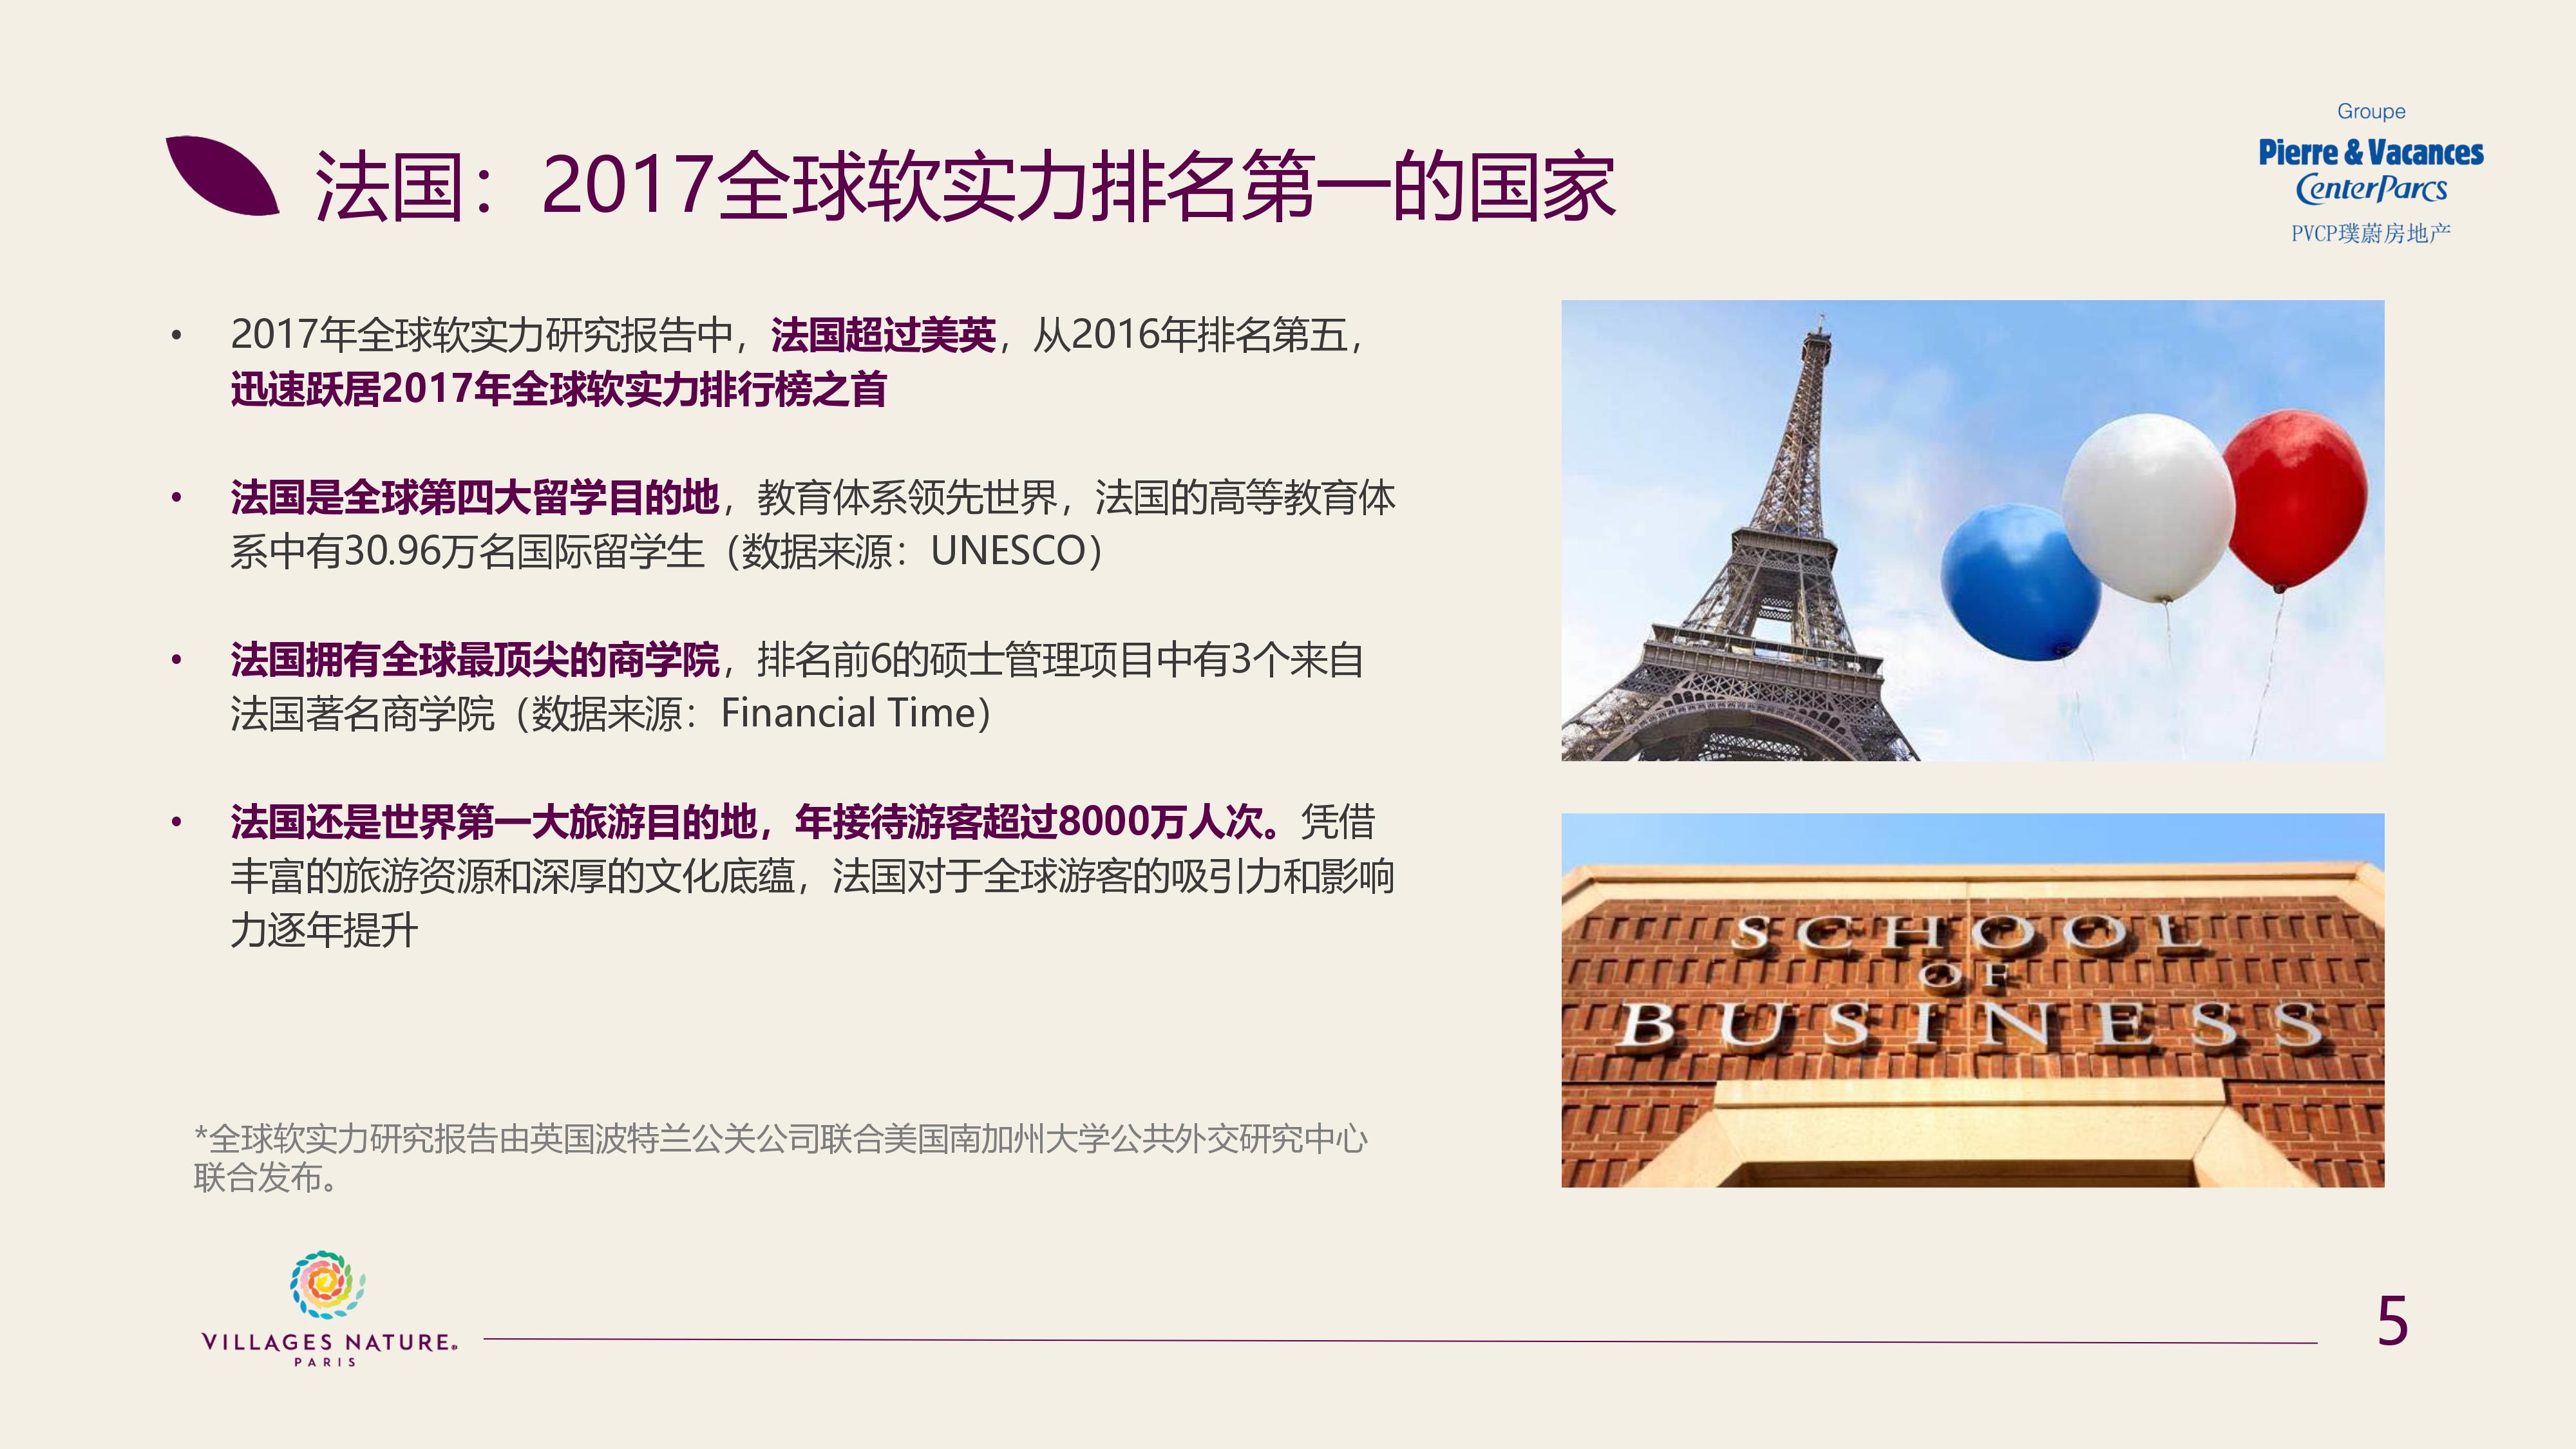 法国：2017全球软实力排名第一的国家
Groupe
Pierre & Vacances
CenterParcs
PVCP璞蔚房地产
• 2017年全球软实力研究报告中，法国超过美英，从2016年排名第五，
迅速跃居2017年全球软实力排行榜之首
• 法国是全球第四大留学目的地，教育体系领先世界，法国的高等教育体
系中有30.96万名国际留学生（数据来源：UNESCO）
• 法国拥有全球最顶尖的商学院，排名前6的硕士管理项目中有3个来自
法国著名商学院（数据来源：Financial Time）
• 法国还是世界第一大旅游目的地，年接待游客超过8000万人次。凭借
丰富的旅游资源和深厚的文化底蕴，法国对于全球游客的吸引力和影响
力逐年提升
SCHOOL
OF
BUSINESS
*全球软实力研究报告由英国波特兰公关公司联合美国南加州大学公共外交研究中心
联合发布。
VILLAGES NATURE®
PARIS
5